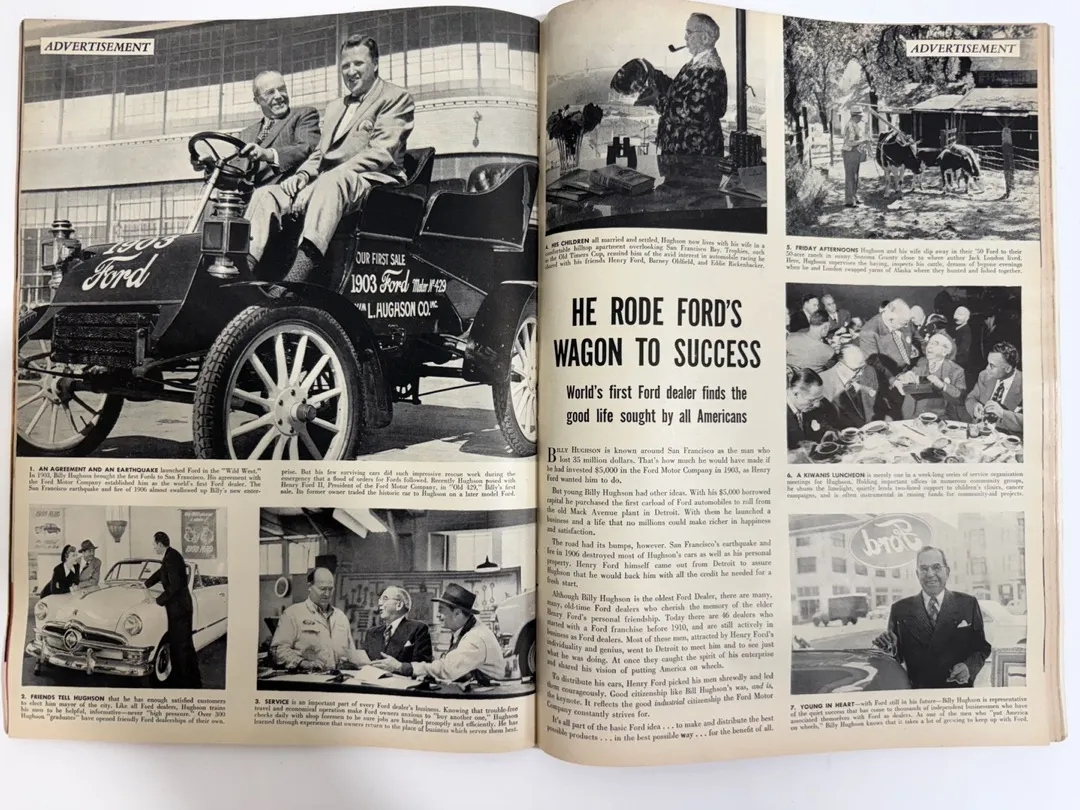 ADVERTISEMENT
1903
Ford
OUR FIRST SALE
1903 Ford Motor Nº 429
WM L. HUGHSON CO. INC.
1. AN AGREEMENT AND AN EARTHQUAKE launched Ford in the "Wild West."
In 1903, Billy Hughson brought the first Fords to San Francisco. His agreement with
the Ford Motor Company established him as the world's first Ford dealer. The
San Francisco earthquake and fire of 1906 almost swallowed up Billy's new enter-
prise. But his few surviving cars did such impressive rescue work during the
emergency that a flood of orders for Fords followed. Recently Hughson posed with
Henry Ford II, President of the Ford Motor Company, in "Old 429," Billy's first
sale. Its former owner traded the historic car to Hughson on a later model Ford.
2. FRIENDS TELL HUGHSON that he has enough satisfied customers
to elect him mayor of the city. Like all Ford dealers, Hughson trains
his men to be helpful, informative—never "high pressure." Over 300
Hughson "graduates" have opened friendly Ford dealerships of their own.
3. SERVICE is an important part of every Ford dealer's business. Knowing that trouble-free
travel and economical operation make Ford owners anxious to "buy another one," Hughson
checks daily with shop foremen to be sure jobs are handled promptly and efficiently. He has
found through experience that owners return to the place of business which serves them best.
4. HIS CHILDREN all married and settled, Hughson now lives with his wife in a
comfortable hilltop apartment overlooking San Francisco Bay. Trophies, such
as the Old Timers Cup, remind him of the avid interest in automobile racing he
shared with his friends Henry Ford, Barney Oldfield, and Eddie Rickenbacker.
HE RODE FORD'S
WAGON TO SUCCESS
World's first Ford dealer finds the
good life sought by all Americans
BILLY HUGHSON is known around San Francisco as the man who
lost 35 million dollars. That's how much he would have made if
he had invested $5,000 in the Ford Motor Company in 1903, as Henry
Ford wanted him to do.
But young Billy Hughson had other ideas. With his $5,000 borrowed
capital he purchased the first carload of Ford automobiles to roll from
the old Mack Avenue plant in Detroit. With them he launched a
business and a life that no millions could make richer in happiness
and satisfaction.
The road had its bumps, however. San Francisco's earthquake and
fire in 1906 destroyed most of Hughson's cars as well as his personal
property. Henry Ford himself came out from Detroit to assure
Hughson that he would back him with all the credit he needed for a
fresh start.
Although Billy Hughson is the oldest Ford Dealer, there are many,
many, old-time Ford dealers who cherish the memory of the elder
Henry Ford's personal friendship. Today there are 46 dealers who
started with a Ford franchise before 1910, and are still actively in
business as Ford dealers. Most of these men, attracted by Henry Ford's
individuality and genius, went to Detroit to meet him and to see just
what he was doing. At once they caught the spirit of his enterprise
and shared his vision of putting America on wheels.
To distribute his cars, Henry Ford picked his men shrewdly and led
them courageously. Good citizenship like Bill Hughson's was, and is,
the keynote. It reflects the good industrial citizenship the Ford Motor
Company constantly strives for.
It's all part of the basic Ford idea . . . to make and distribute the best
possible products . . . in the best possible way . . . for the benefit of all.
ADVERTISEMENT
5. FRIDAY AFTERNOONS Hughson and his wife slip away in their '50 Ford to their
50-acre ranch in sunny Sonoma County close to where author Jack London lived.
Here, Hughson supervises the haying, inspects his cattle, dreams of bygone evenings
when he and London swapped yarns of Alaska where they hunted and fished together.
6. A KIWANIS LUNCHEON is merely one in a week-long series of service organization
meetings for Hughson. Holding important offices in numerous community groups,
he shuns the limelight, quietly lends two-fisted support to children's clinics, cancer
campaigns, and is often instrumental in raising funds for community-aid projects.
Ford
7. YOUNG IN HEART—with Ford still in his future—Billy Hughson is representative
of the quiet success that has come to thousands of independent businessmen who have
associated themselves with Ford as dealers. As one of the men who "put America
on wheels," Billy Hughson knows that it takes a lot of growing to keep up with Ford.